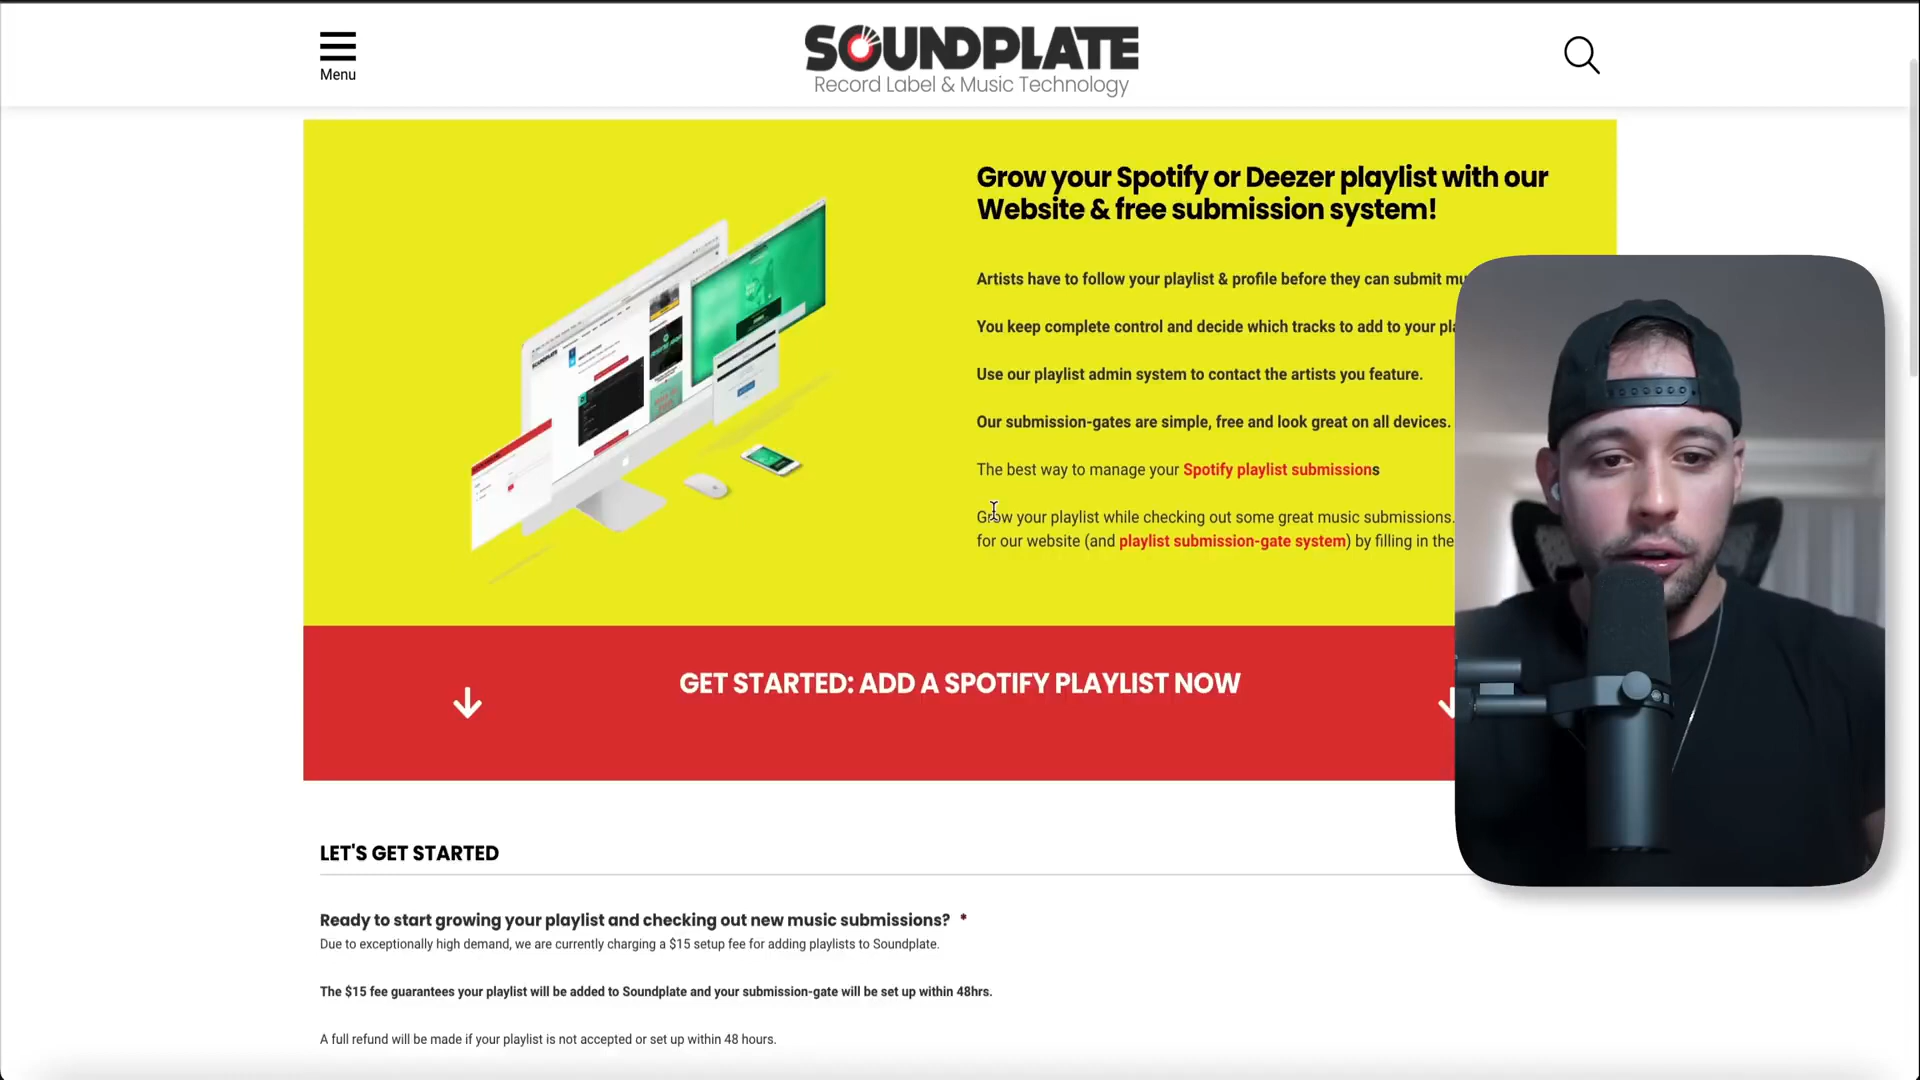 Menu
SOUNDPLATE
Record Label & Music Technology
Grow your Spotify or Deezer playlist with our
Website & free submission system!
Artists have to follow your playlist & profile before they can submit
You keep complete control and decide which tracks to add to your
Use our playlist admin system to contact the artists you feature.
Our submission-gates are simple, free and look great on all devices.
The best way to manage your Spotify playlist submissions
Grow your playlist while checking out some great music submissions.
for our website (and playlist submission-gate system) by filling in the
GET STARTED: ADD A SPOTIFY PLAYLIST NOW
LET'S GET STARTED
Ready to start growing your playlist and checking out new music submissions? *
Due to exceptionally high demand, we are currently charging a $15 setup fee for adding playlists to Soundplate.
The $15 fee guarantees your playlist will be added to Soundplate and your submission-gate will be set up within 48hrs.
A full refund will be made if your playlist is not accepted or set up within 48 hours.